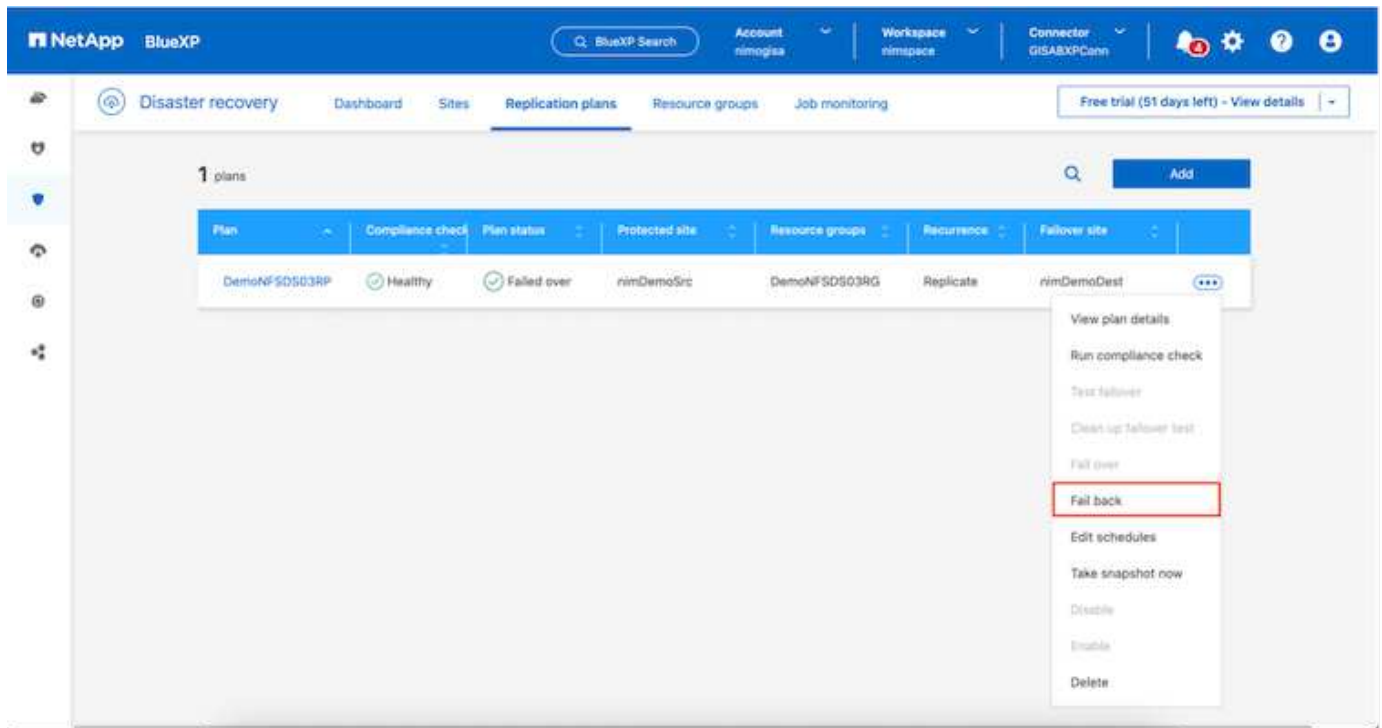 NetApp BlueXP BlueXP Search Account Workspace Connector
nimogisa nimspace GISABXPConn 4
Disaster recovery Dashboard Sites Replication plans Resource groups Job monitoring Free trial (51 days left) - View details
1 plans Add
Plan Compliance check Plan status Protected site Resource groups Recurrence Failover site
DemoNFSDS03RP Healthy Failed over nimDemoSrc DemoNFSDS03RG Replicate nimDemoDest
View plan details
Run compliance check
Test failover
Clean up failover test
Fail over
Fail back
Edit schedules
Take snapshot now
Disable
Enable
Delete